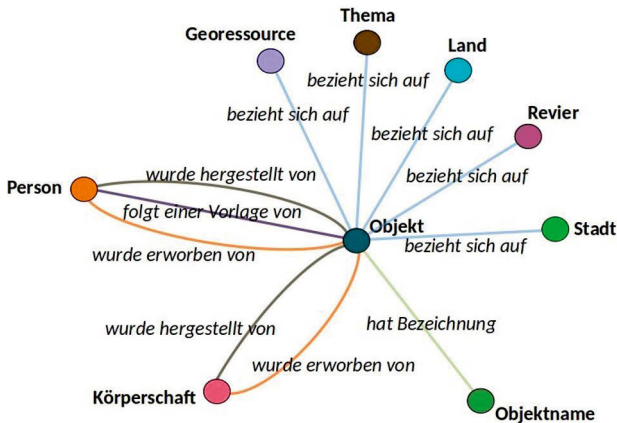 Thema
Georessource
Land
bezieht sich auf
bezieht sich auf
Revier
bezieht sich auf
wurde hergestellt von
bezieht sich auf
Person
folgt einer Vorlage von
Objekt
Stadt
bezieht sich auf
wurde erworben von
hat Bezeichnung
wurde hergestellt von
wurde erworben von
Körperschaft
Objektname